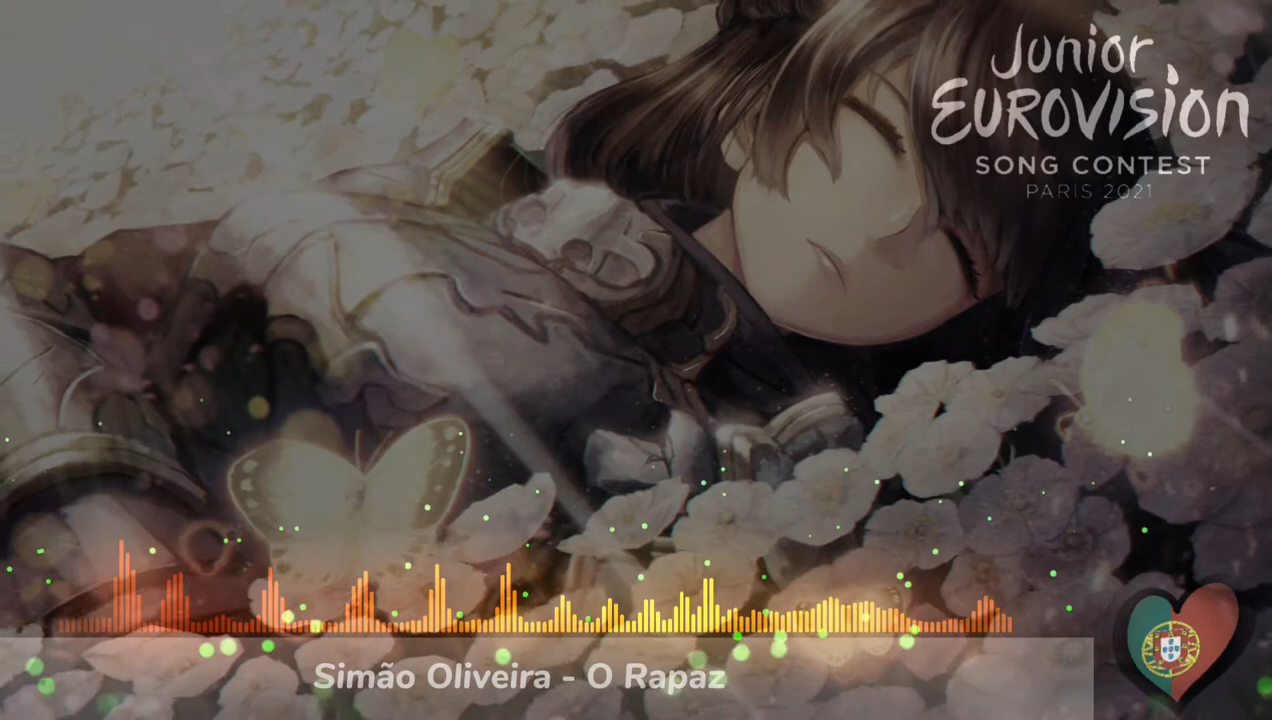 Junior
EUROVISION
SONG CONTEST
PARIS 2021
Simão Oliveira - O Rapaz